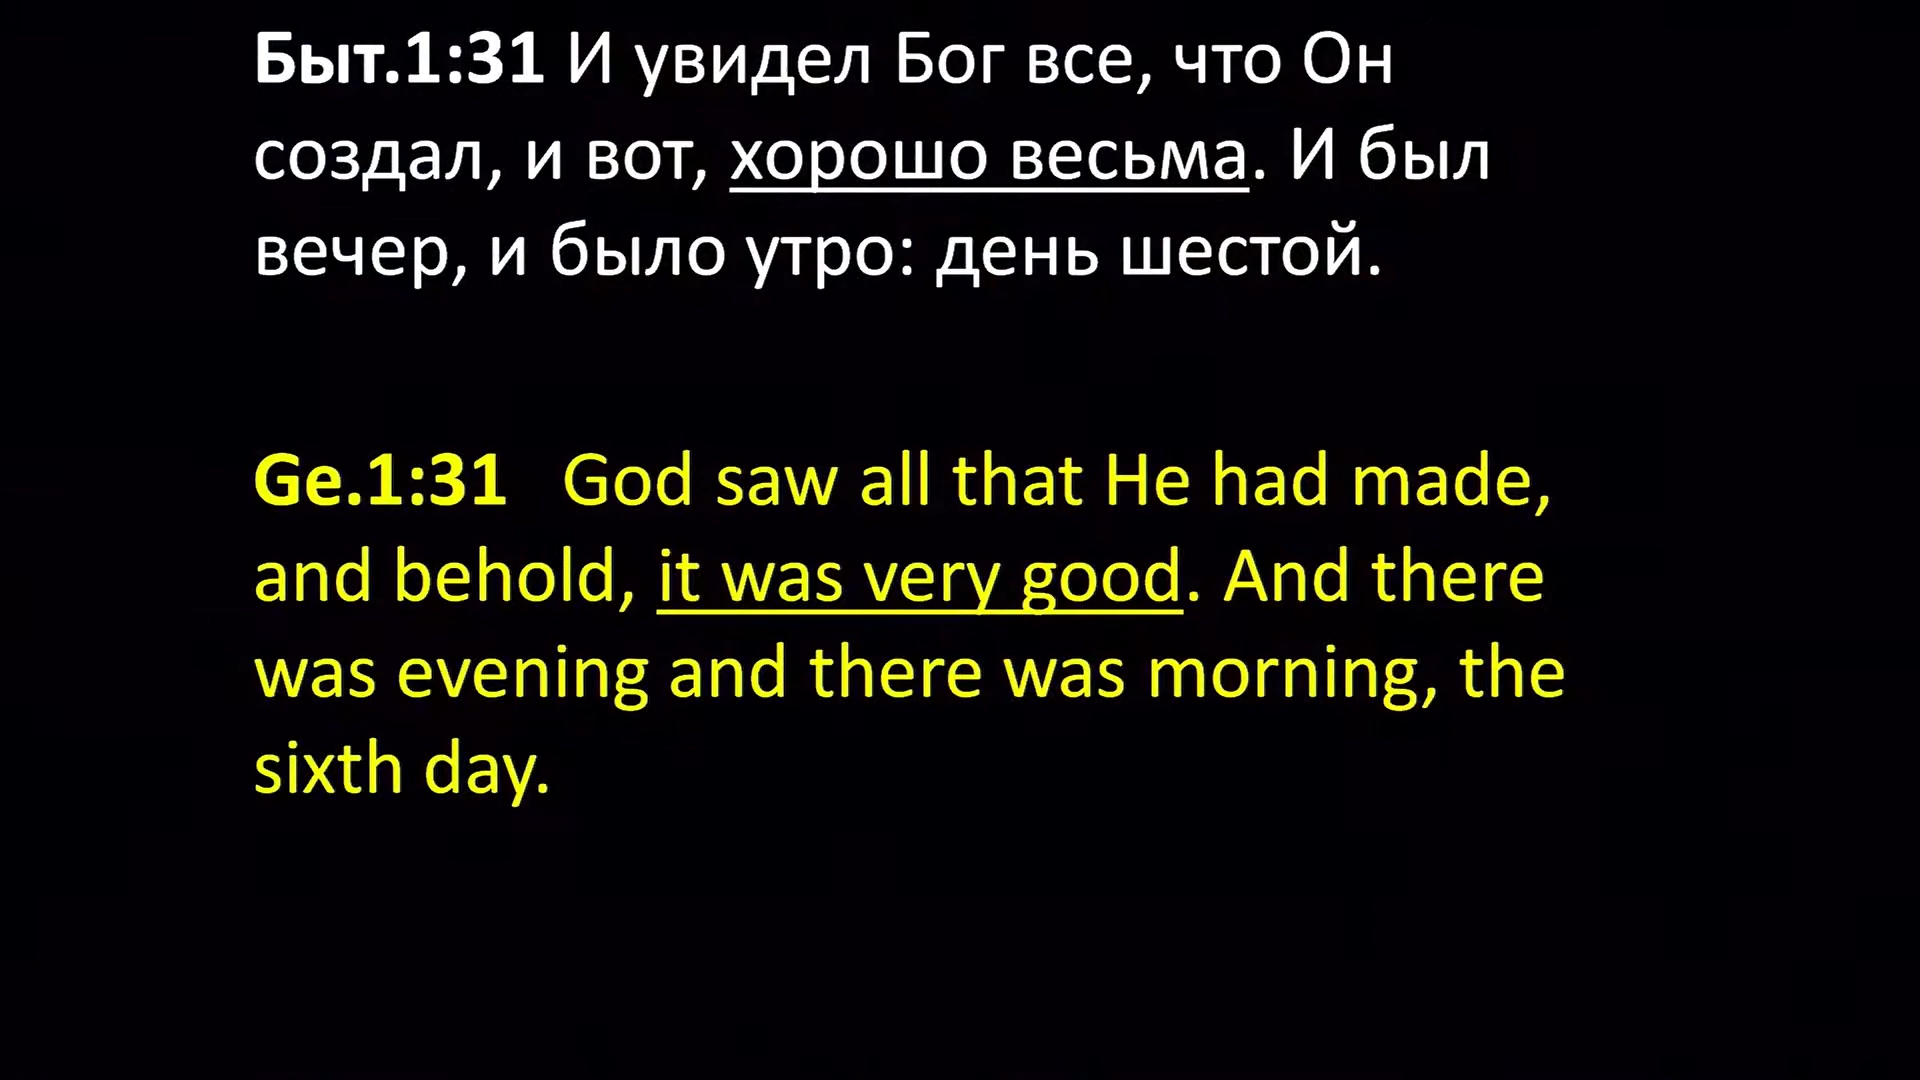 Быт.1:31 И увидел Бог все, что Он
создал, и вот, хорошо весьма. И был
вечер, и было утро: день шестой.
Ge.1:31 God saw all that He had made,
and behold, it was very good. And there
was evening and there was morning, the
sixth day.